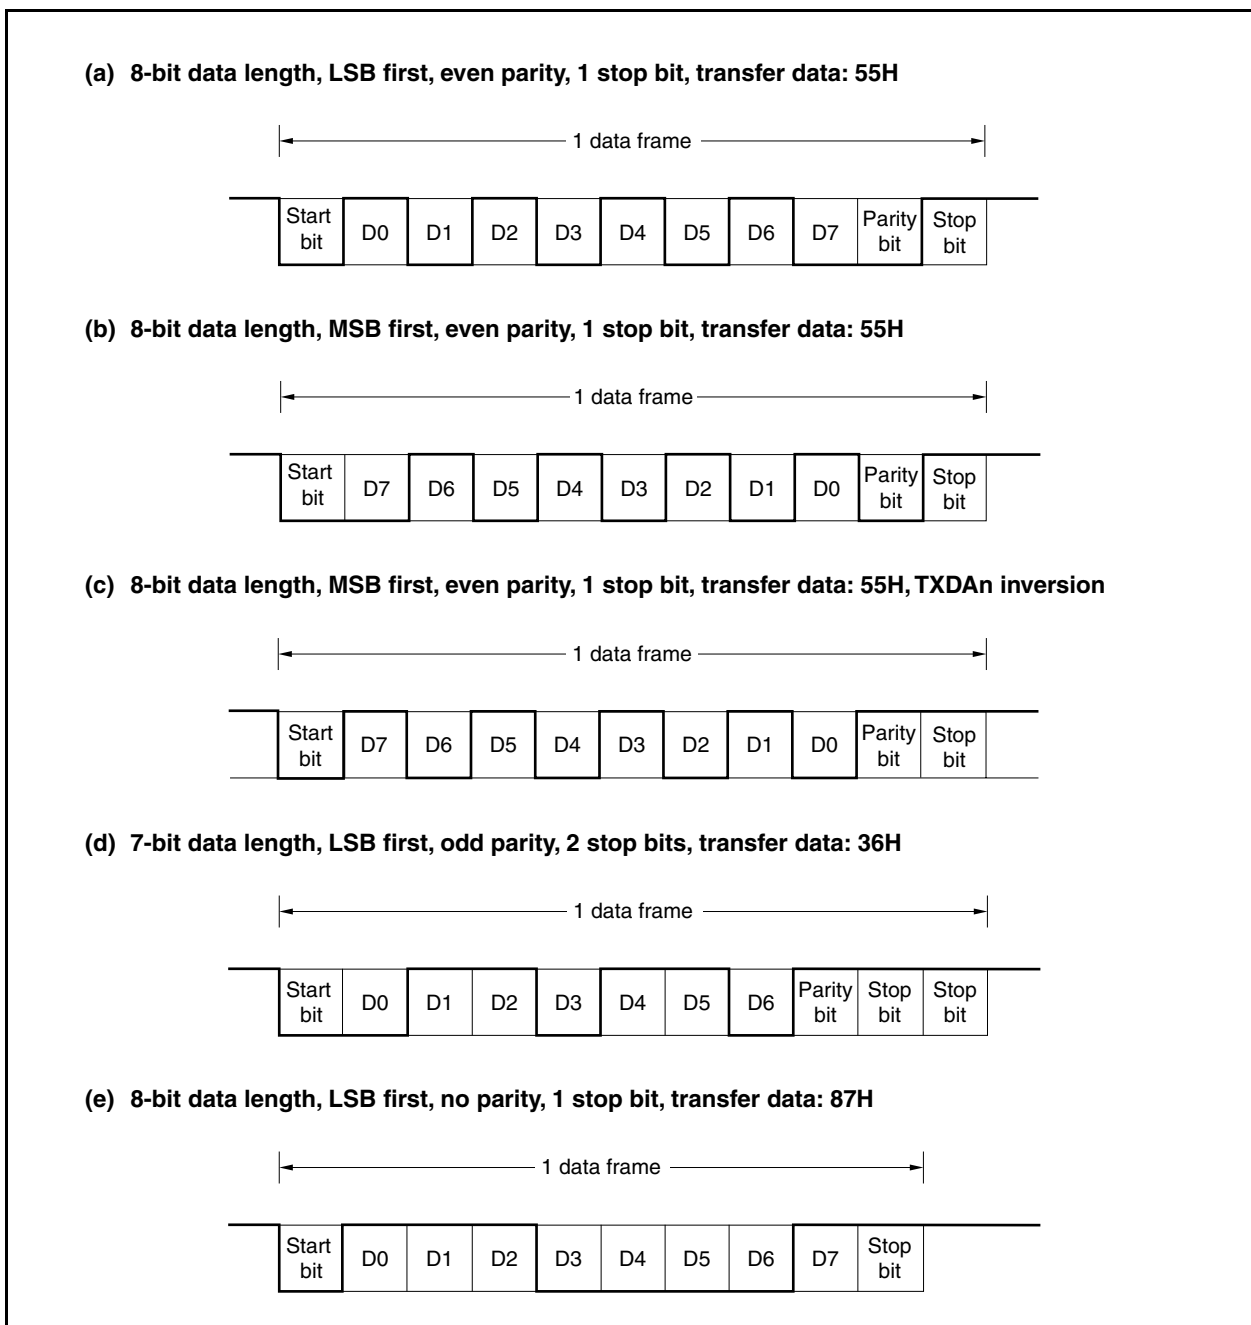 (a) 8-bit data length, LSB first, even parity, 1 stop bit, transfer data: 55H
1 data frame
Start bit D0 D1 D2 D3 D4 D5 D6 D7 Parity bit Stop bit
(b) 8-bit data length, MSB first, even parity, 1 stop bit, transfer data: 55H
1 data frame
Start bit D7 D6 D5 D4 D3 D2 D1 D0 Parity bit Stop bit
(c) 8-bit data length, MSB first, even parity, 1 stop bit, transfer data: 55H, TXDAn inversion
1 data frame
Start bit D7 D6 D5 D4 D3 D2 D1 D0 Parity bit Stop bit
(d) 7-bit data length, LSB first, odd parity, 2 stop bits, transfer data: 36H
1 data frame
Start bit D0 D1 D2 D3 D4 D5 D6 Parity bit Stop bit Stop bit
(e) 8-bit data length, LSB first, no parity, 1 stop bit, transfer data: 87H
1 data frame
Start bit D0 D1 D2 D3 D4 D5 D6 D7 Stop bit